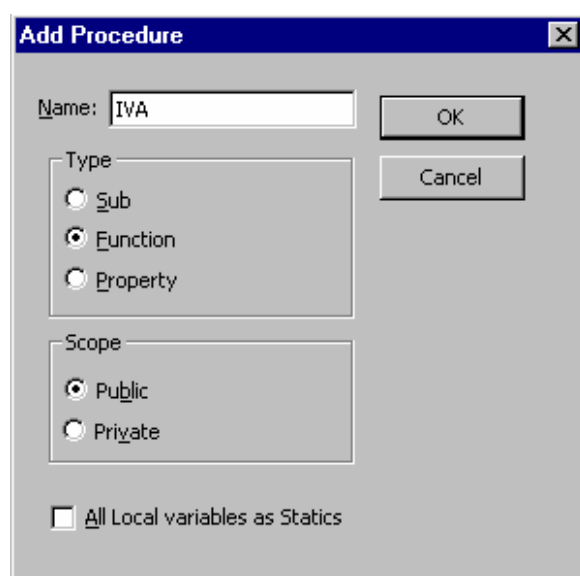 Add Procedure
Name: IVA
OK
Cancel
Type
Sub
Function
Property
Scope
Public
Private
All Local variables as Statics